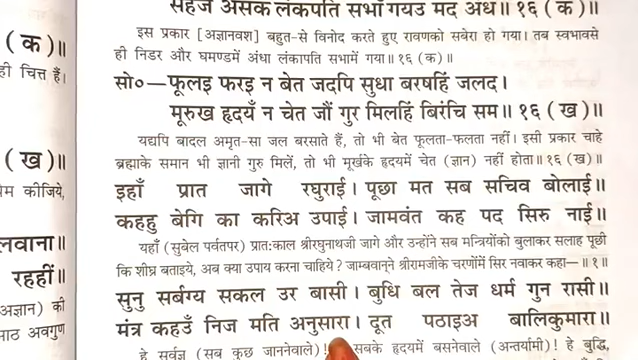 सहज असंक लंकपति सभाँ गयउ मद अंध॥ १६ (क)॥
इस प्रकार [अज्ञानवश] बहुत-से विनोद करते हुए रावणको सबेरा हो गया। तब स्वभावसे
ही निडर और घमण्डमें अंधा लंकापति सभामें गया॥ १६ (क)॥
सो०—फूलइ फरइ न बेत जदपि सुधा बरषहिं जलद।
मूरुख हृदयँ न चेत जौं गुर मिलहिं बिरंचि सम॥ १६ (ख)॥
यद्यपि बादल अमृत-सा जल बरसाते हैं, तो भी बेत फूलता-फलता नहीं। इसी प्रकार चाहे
ब्रह्माके समान भी ज्ञानी गुरु मिलें, तो भी मूर्खके हृदयमें चेत (ज्ञान) नहीं होता॥ १६ (ख)॥
इहाँ प्रात जागे रघुराई। पूछा मत सब सचिव बोलाई॥
कहहु बेगि का करिअ उपाई। जामवंत कह पद सिरु नाई॥
यहाँ (सुबेल पर्वतपर) प्रातःकाल श्रीरघुनाथजी जागे और उन्होंने सब मन्त्रियोंको बुलाकर सलाह पूछी
कि शीघ्र बताइये, अब क्या उपाय करना चाहिये? जाम्बवान्‌ने श्रीरामजीके चरणोंमें सिर नवाकर कहा—॥ १॥
सुनु सर्बग्य सकल उर बासी। बुधि बल तेज धर्म गुन रासी॥
मंत्र कहउँ निज मति अनुसारा। दूत पठाइअ बालिकुमारा॥
हे सर्वज्ञ (सब कुछ जाननेवाले)! सबके हृदयमें बसनेवाले (अन्तर्यामी)! हे बुद्धि,
(क)॥
ही चित्त हैं।
(ख)॥
कीजिये,
लवाना॥
रहहीं॥
अज्ञान) की
आठ अवगुण